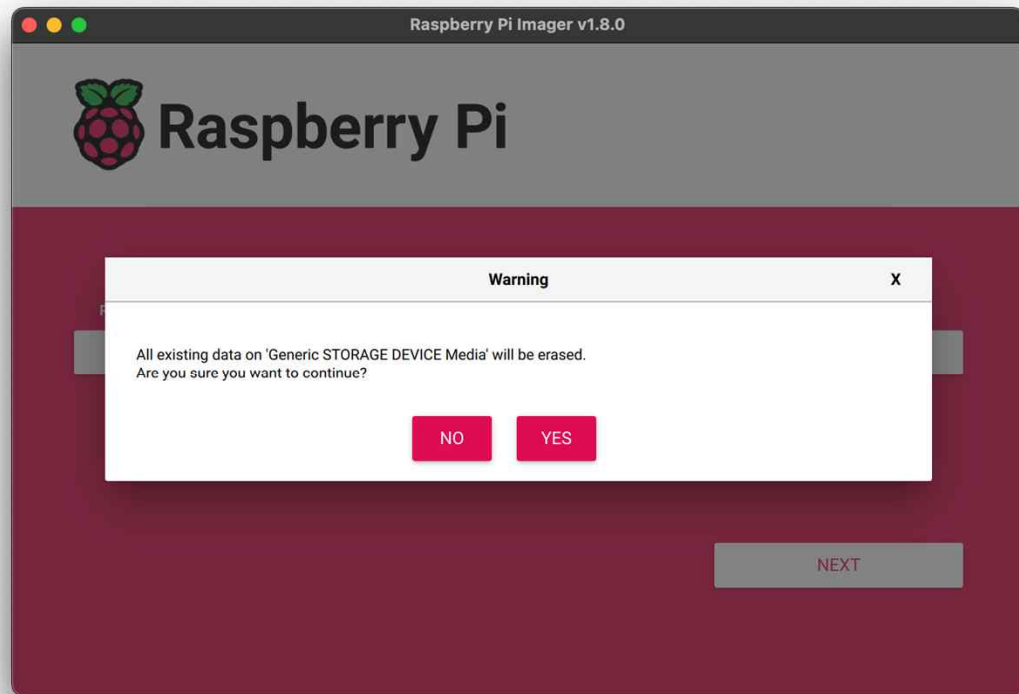 Raspberry Pi Imager v1.8.0
Raspberry Pi
Warning
X
All existing data on 'Generic STORAGE DEVICE Media' will be erased.
Are you sure you want to continue?
NO
YES
NEXT